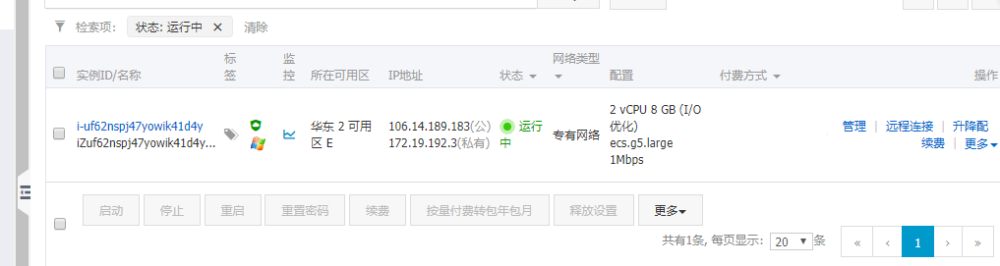 检索项: 状态: 运行中 × 清除
实例ID/名称 标签 监控 所在可用区 IP地址 状态 网络类型 配置 付费方式 操作
i-uf62nspj47yowik41d4y
iZuf62nspj47yowik41d4y...
华东 2 可用
区 E
106.14.189.183(公)
172.19.192.3(私有)
运行
中
专有网络
2 vCPU 8 GB (I/O
优化)
ecs.g5.large
1Mbps
管理 | 远程连接 | 升降配
续费 | 更多
启动 停止 重启 重置密码 续费 按量付费转包年包月 释放设置 更多
共有1条, 每页显示: 20 条 « ‹ 1 › »